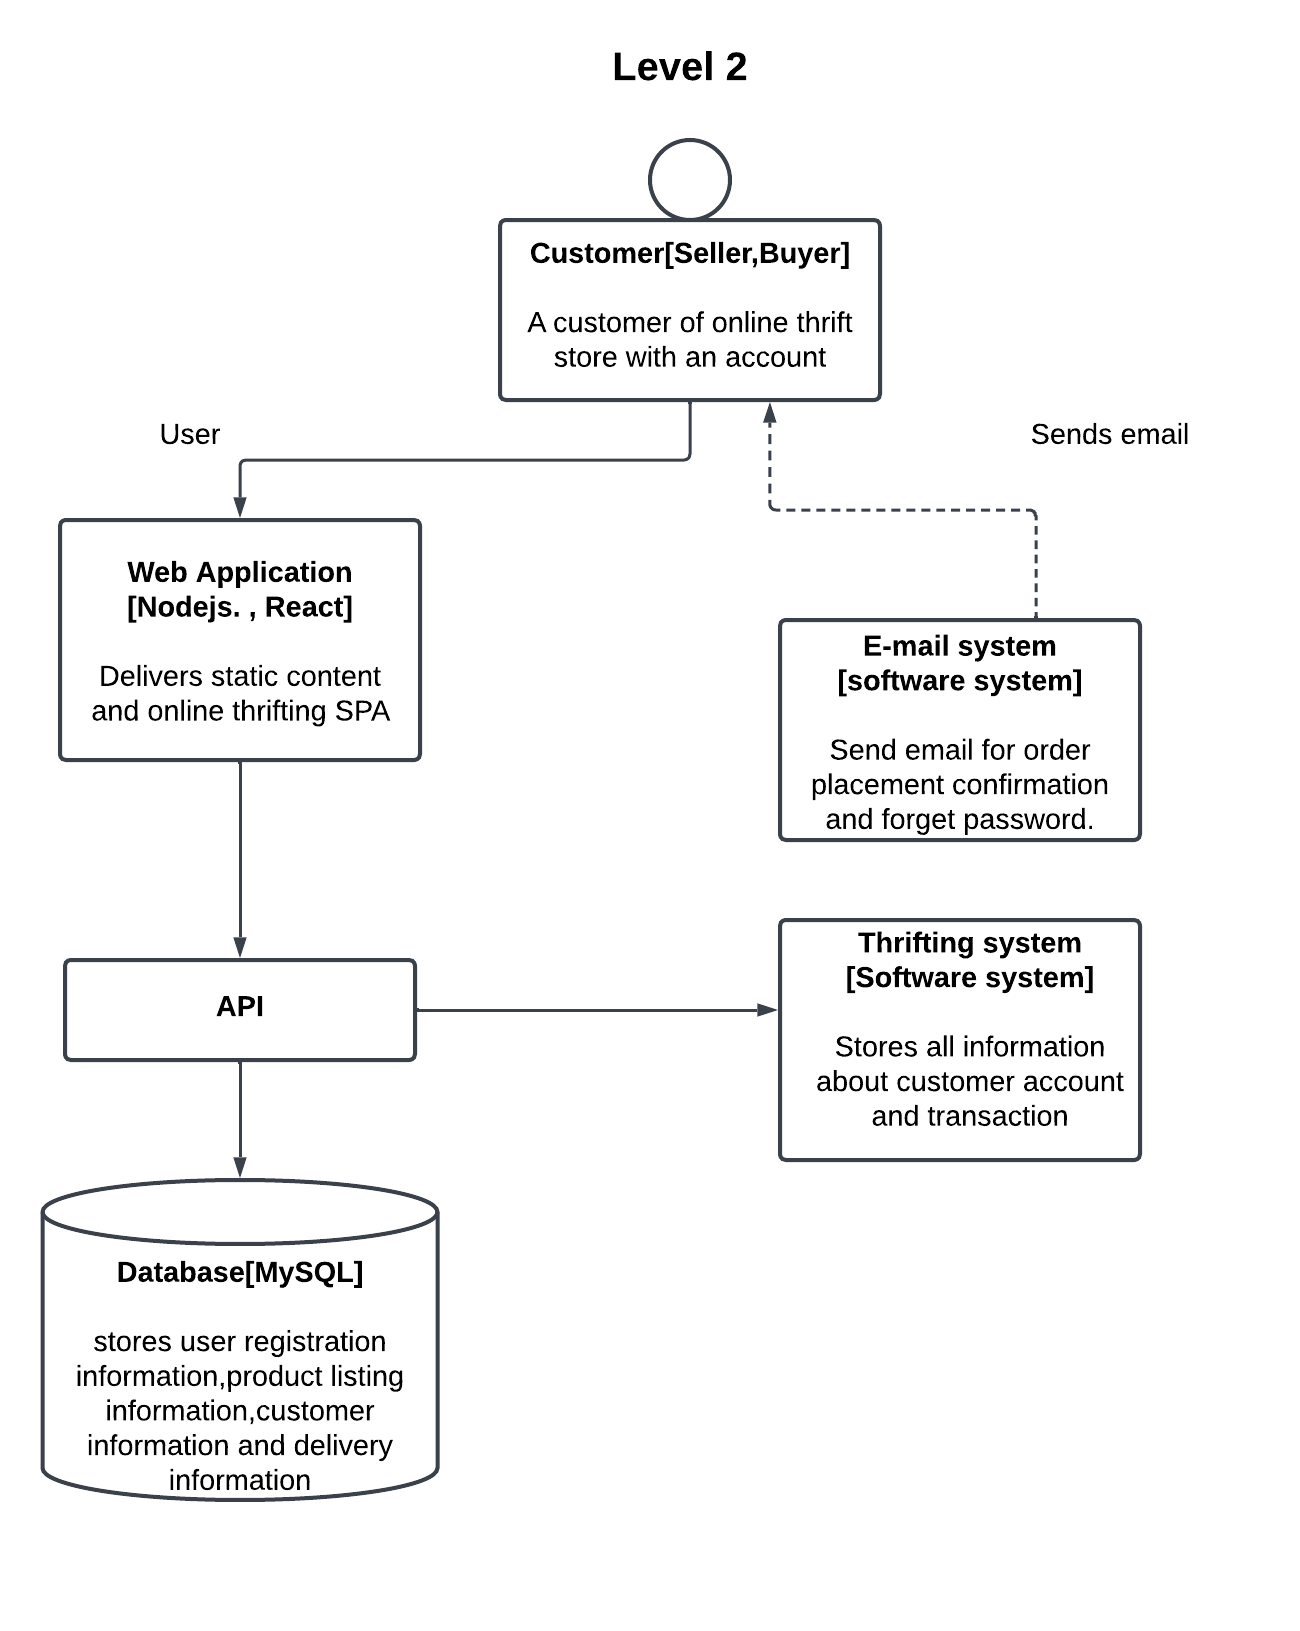 Level 2
Customer[Seller,Buyer]
A customer of online thrift
store with an account
User
Sends email
Web Application
[Nodejs. , React]
Delivers static content
and online thrifting SPA
E-mail system
[software system]
Send email for order
placement confirmation
and forget password.
API
Thrifting system
[Software system]
Stores all information
about customer account
and transaction
Database[MySQL]
stores user registration
information,product listing
information,customer
information and delivery
information